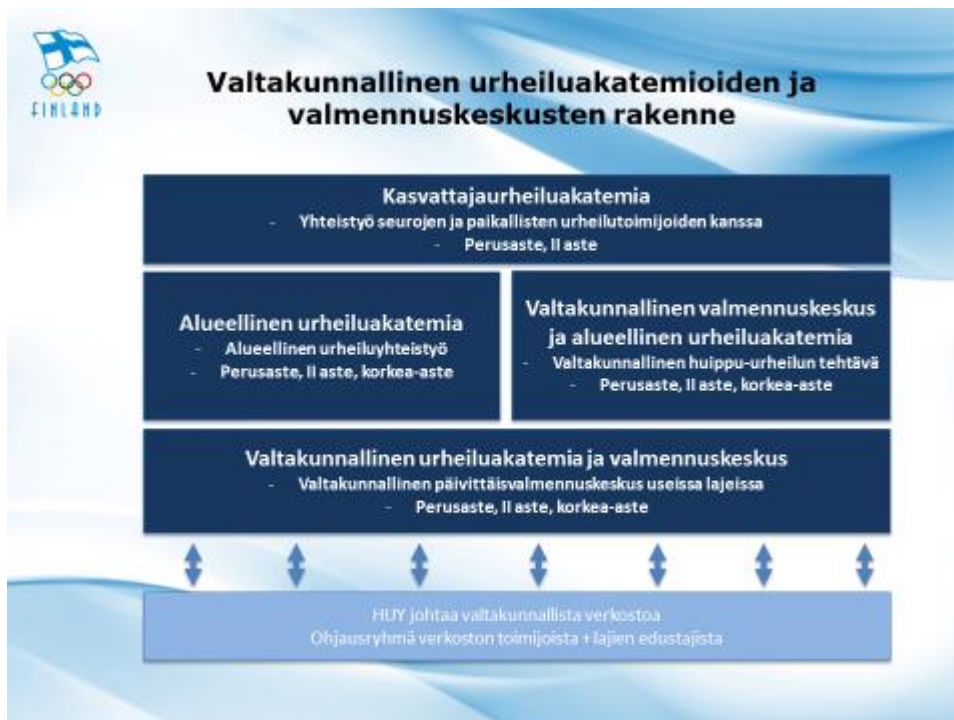 FINLAND
Valtakunnallinen urheiluakatemioiden ja
valmennuskeskusten rakenne
Kasvattajaurheiluakatemia
- Yhteistyö seurojen ja paikallisten urheilutoimijoiden kanssa
- Perusaste, II aste
Alueellinen urheiluakatemia
- Alueellinen urheiluyhteistyö
- Perusaste, II aste, korkea-aste
Valtakunnallinen valmennuskeskus
ja alueellinen urheiluakatemia
- Valtakunnallinen huippu-urheilun tehtävä
- Perusaste, II aste, korkea-aste
Valtakunnallinen urheiluakatemia ja valmennuskeskus
- Valtakunnallinen päivittäisvalmennuskeskus useissa lajeissa
- Perusaste, II aste, korkea-aste
HUY johtaa valtakunnallista verkostoa
Ohjausryhmä verkoston toimijoista + lajien edustajista